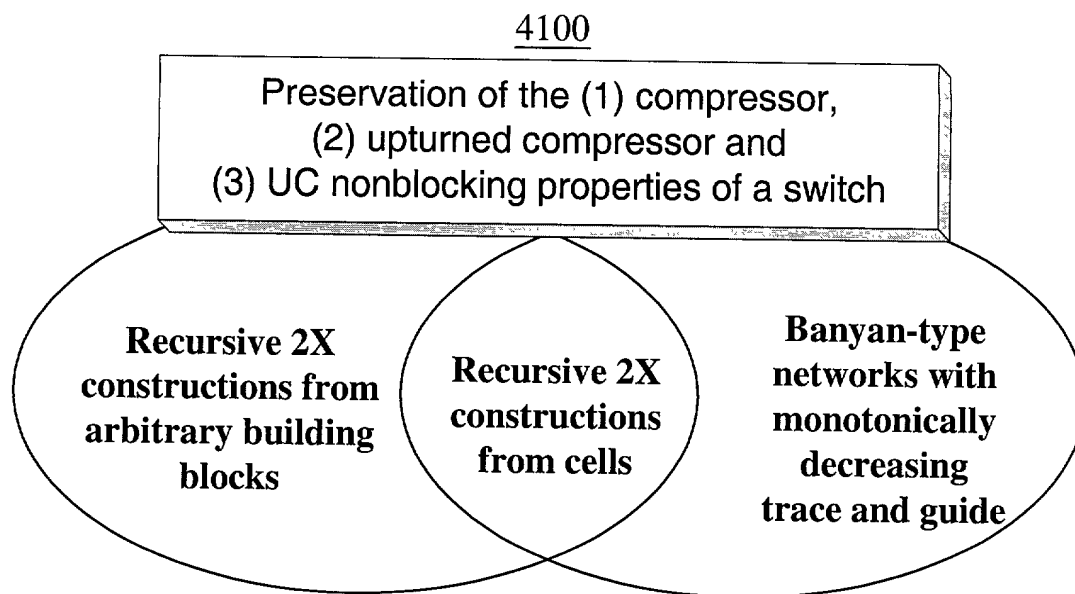 4100
Preservation of the (1) compressor,
(2) upturned compressor and
(3) UC nonblocking properties of a switch
Recursive 2X
constructions from
arbitrary building
blocks
Recursive 2X
constructions
from cells
Banyan-type
networks with
monotonically
decreasing
trace and guide